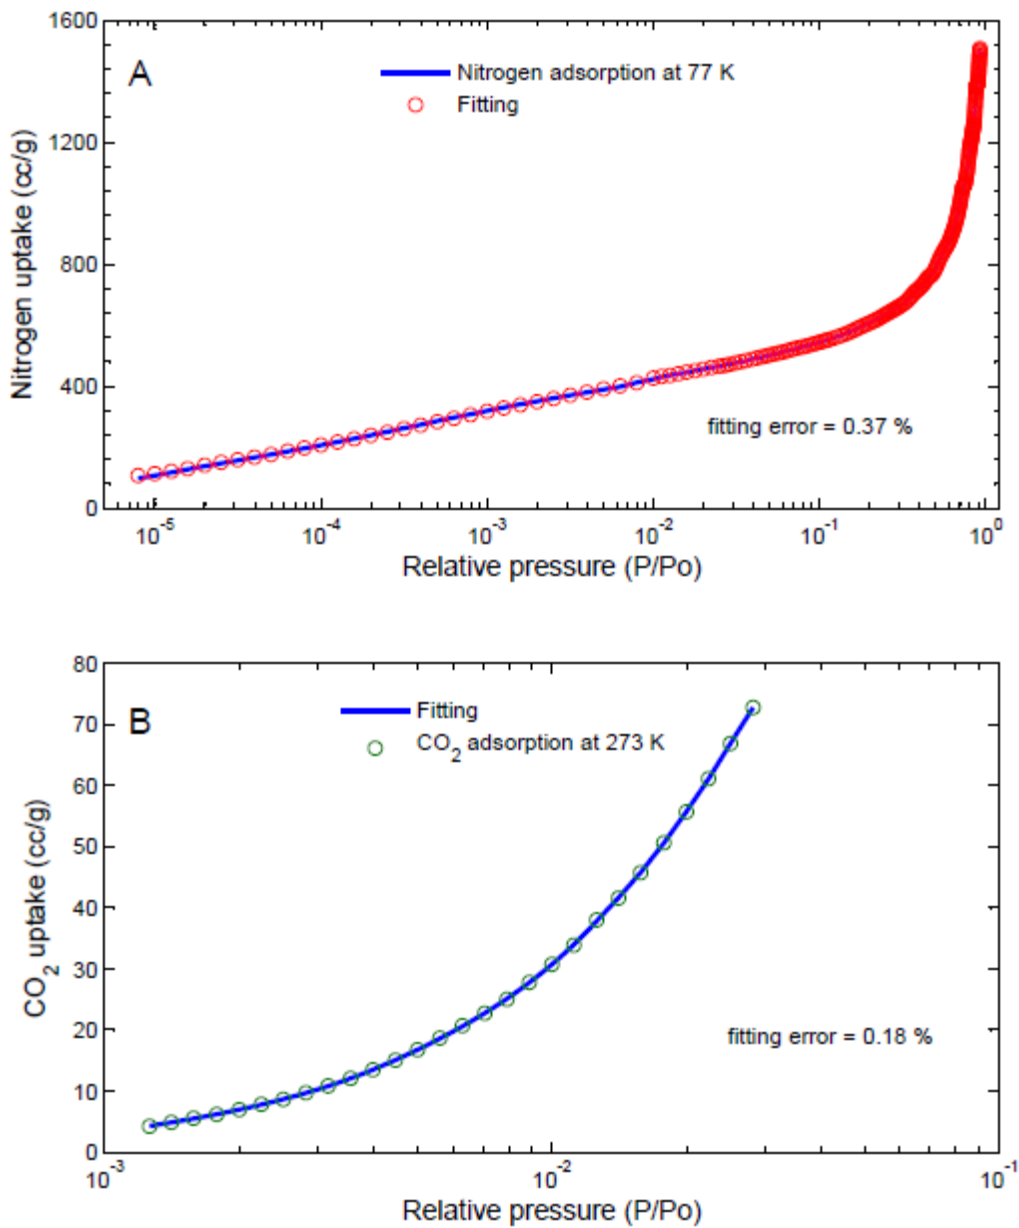 1600
A
Nitrogen adsorption at 77 K
Fitting
1200
Nitrogen uptake (cc/g)
800
400
fitting error = 0.37 %
0
10⁻⁵
10⁻⁴
10⁻³
10⁻²
10⁻¹
10⁰
Relative pressure (P/Po)
80
B
Fitting
CO₂ adsorption at 273 K
70
60
50
CO₂ uptake (cc/g)
40
30
20
fitting error = 0.18 %
10
0
10⁻³
10⁻²
10⁻¹
Relative pressure (P/Po)